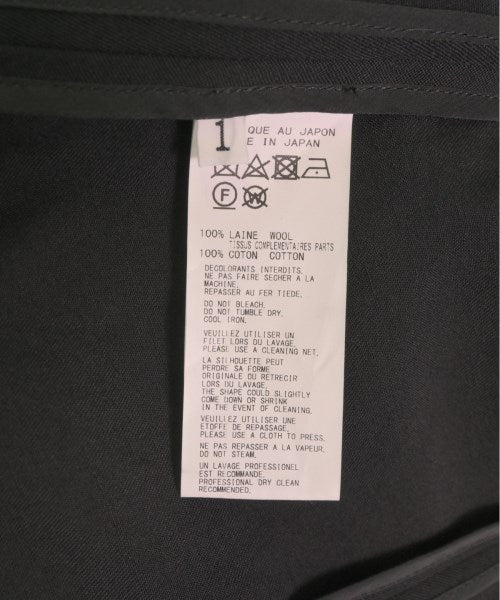 1
QUE AU JAPON
E IN JAPAN
F W
100% LAINE WOOL
TISSUS COMPLEMENTAIRES PARTS
100% COTON COTTON
DECOLORANTS INTERDITS.
NE PAS FAIRE SECHER A LA
MACHINE.
REPASSER AU FER TIEDE.
DO NOT BLEACH.
DO NOT TUMBLE DRY.
COOL IRON.
VEUILLEZ UTILISER UN
FILET LORS DU LAVAGE.
PLEASE USE A CLEANING NET.
LA SILHOUETTE PEUT
PERDRE SA FORME
ORIGINALE OU RETRECIR
LORS DU LAVAGE.
THE SHAPE COULD SLIGHTLY
COME DOWN OR SHRINK
IN THE EVENT OF CLEANING.
VEUILLEZ UTILISER UNE
ETOFFE DE REPASSAGE.
PLEASE USE A CLOTH TO PRESS.
NE PAS REPASSER A LA VAPEUR.
DO NOT STEAM.
UN LAVAGE PROFESSIONEL
EST RECOMMANDE.
PROFESSIONAL DRY CLEAN
RECOMMENDED.